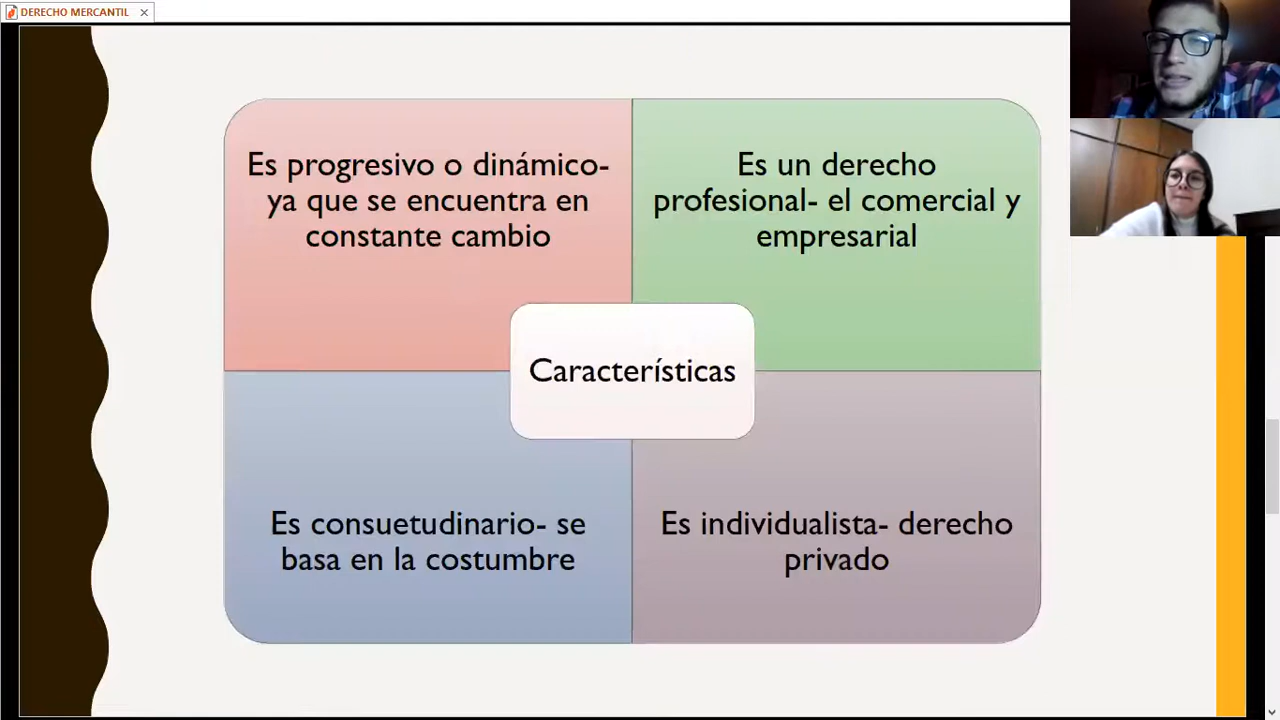 DERECHO MERCANTIL
Es progresivo o dinámico-
ya que se encuentra en
constante cambio
Es un derecho
profesional- el comercial y
empresarial
Características
Es consuetudinario- se
basa en la costumbre
Es individualista- derecho
privado